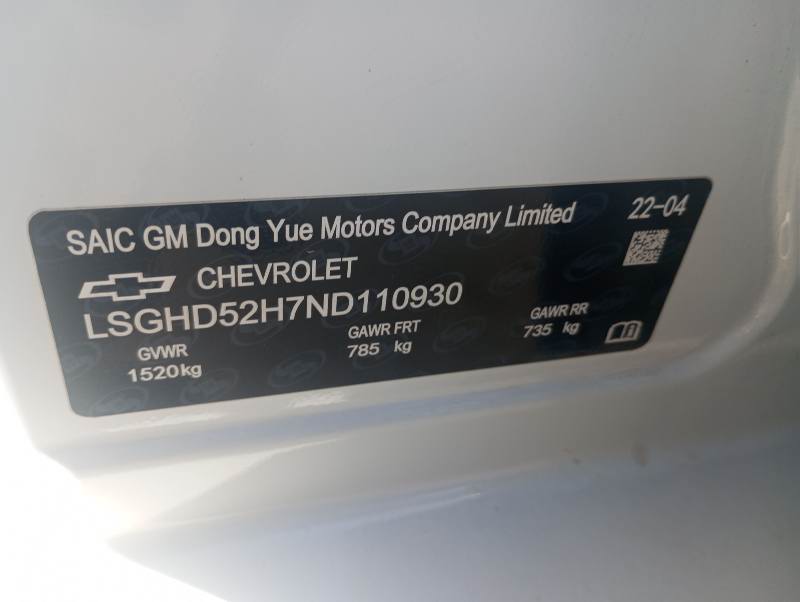 SAIC GM Dong Yue Motors Company Limited 22-04
CHEVROLET
LSGHD52H7ND110930
GVWR GAWR FRT GAWR RR
1520kg 785 kg 735 kg